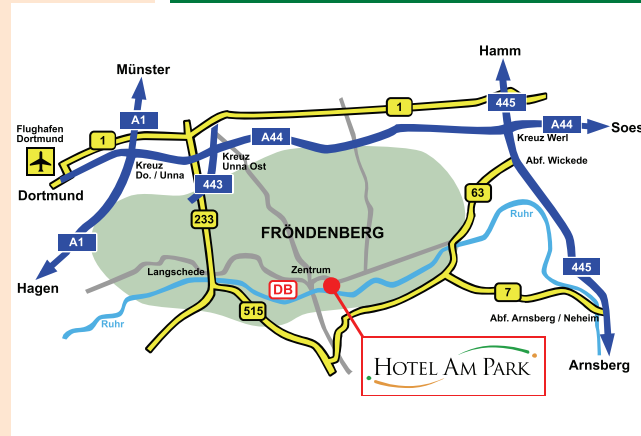 Hamm
Münster
445
1
A1
Flughafen
Dortmund
1
A44
A44
Soes
Kreuz Werl
Kreuz
Do. / Unna
Kreuz
Unna Ost
Abf. Wickede
443
Dortmund
63
233
Ruhr
FRÖNDENBERG
A1
Langschede
Zentrum
445
Hagen
DB
7
515
Ruhr
Abf. Arnsberg / Neheim
HOTEL AM PARK
Arnsberg